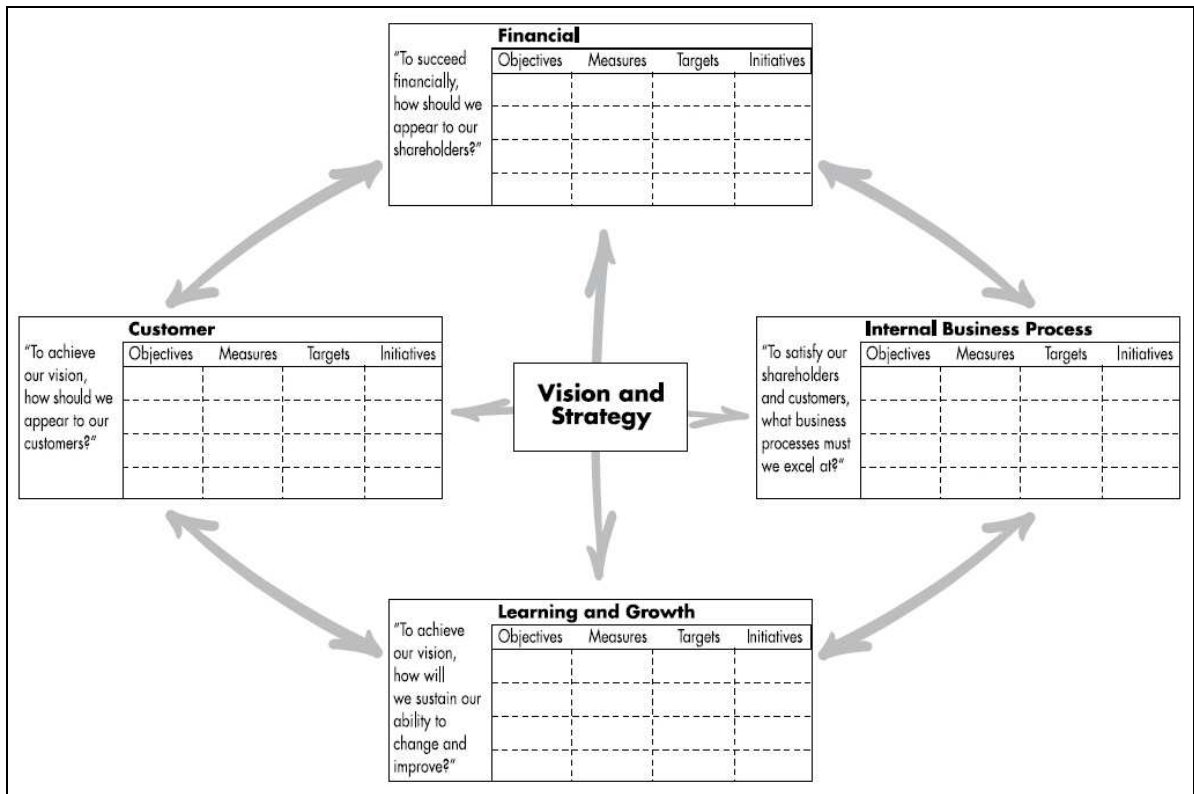 Financial
"To succeed
financially,
how should we
appear to our
shareholders?"
Objectives Measures Targets Initiatives
Customer
"To achieve
our vision,
how should we
appear to our
customers?"
Objectives Measures Targets Initiatives
Vision and
Strategy
Internal Business Process
"To satisfy our
shareholders
and customers,
what business
processes must
we excel at?"
Objectives Measures Targets Initiatives
Learning and Growth
"To achieve
our vision,
how will
we sustain our
ability to
change and
improve?"
Objectives Measures Targets Initiatives